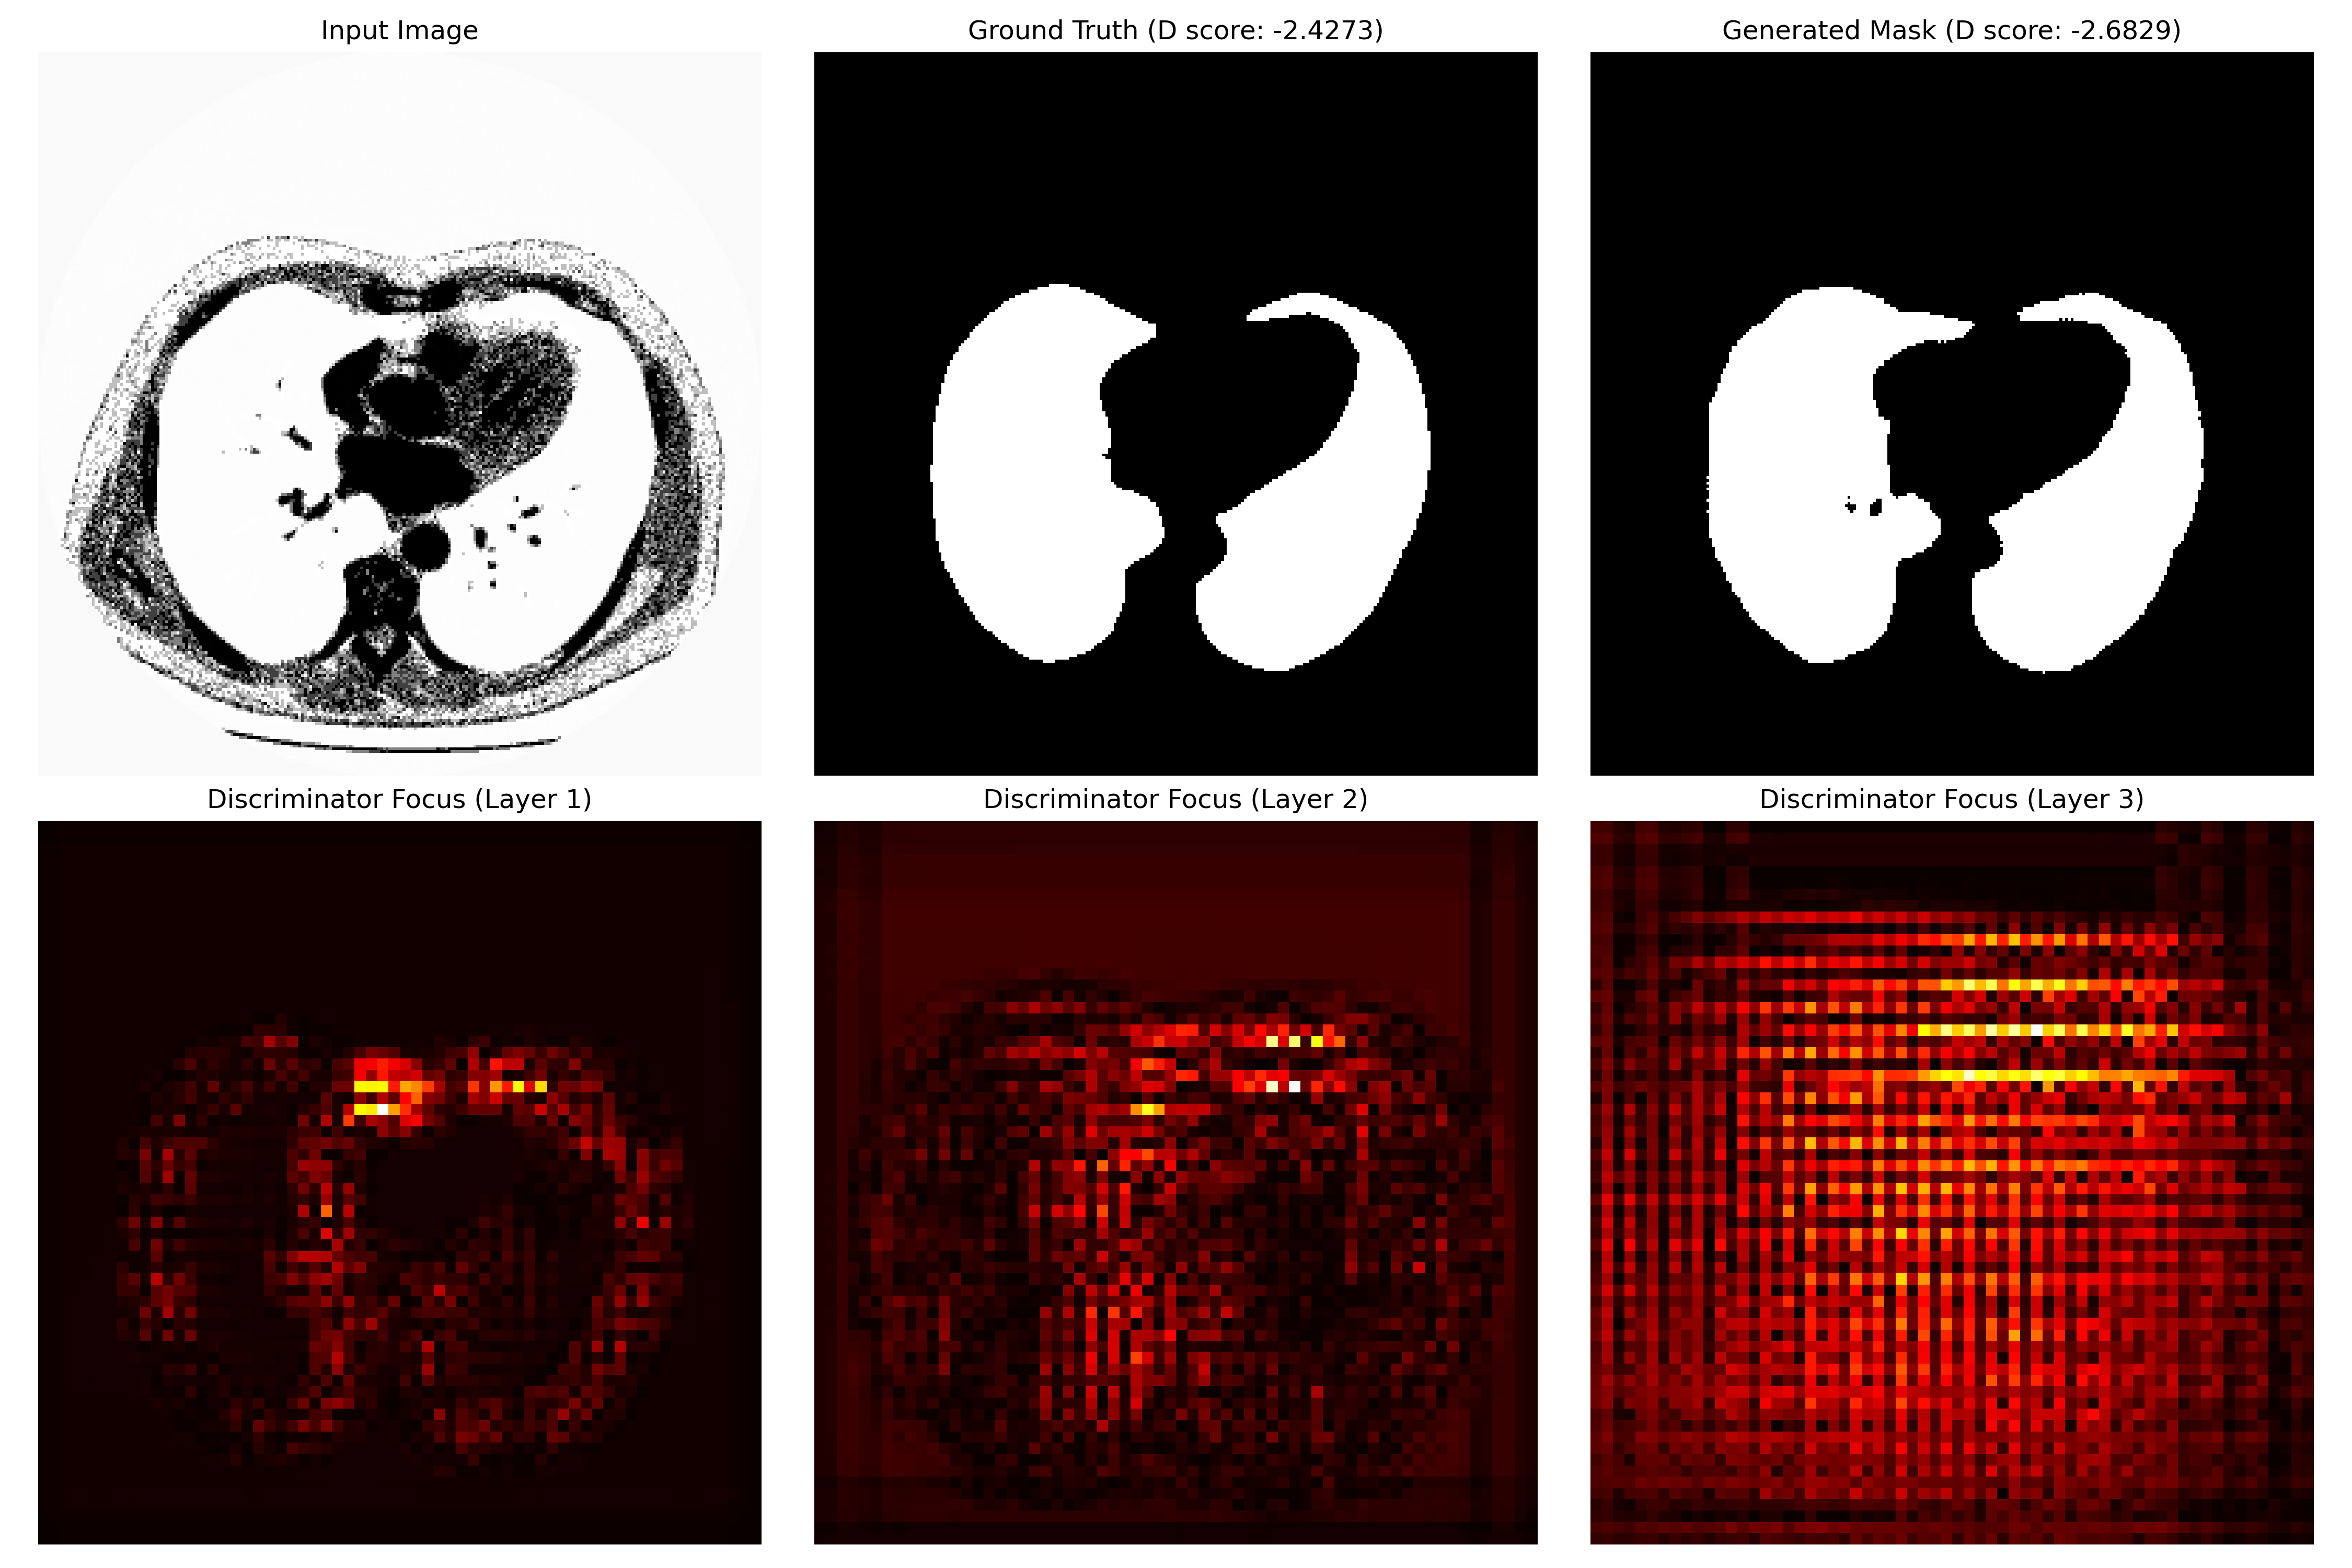 Input Image
Ground Truth (D score: -2.4273)
Generated Mask (D score: -2.6829)
Discriminator Focus (Layer 1)
Discriminator Focus (Layer 2)
Discriminator Focus (Layer 3)